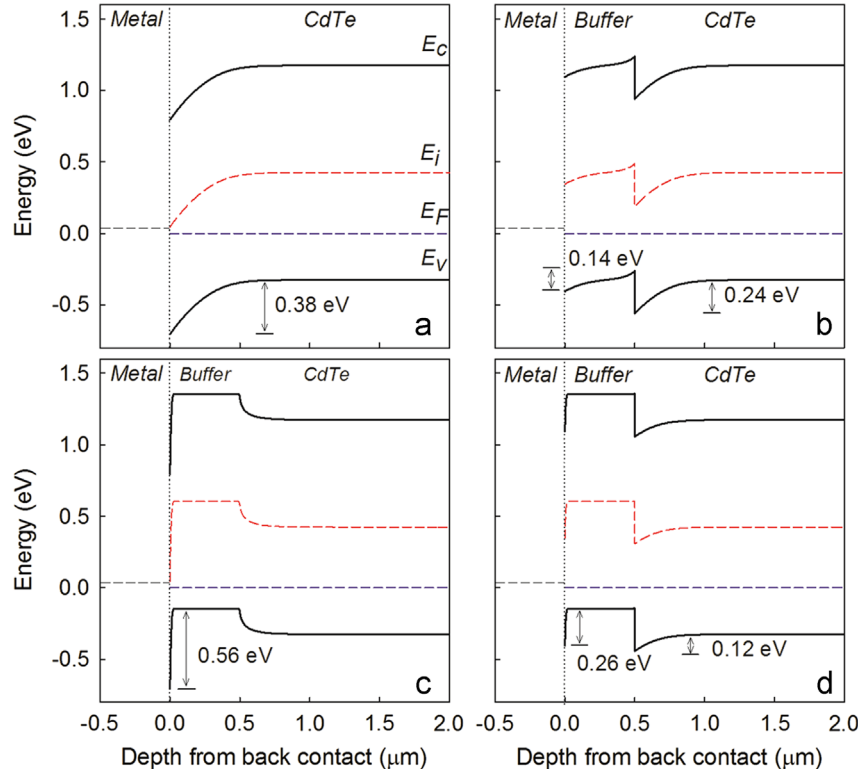 1.5
Metal CdTe
E_C
1.0
E_i
0.5
E_F
0.0
E_V
0.38 eV
-0.5
a
Energy (eV)
Metal Buffer CdTe
0.14 eV
0.24 eV
b
1.5
Metal Buffer CdTe
1.0
0.5
0.0
0.56 eV
-0.5
c
Energy (eV)
-0.5 0.0 0.5 1.0 1.5 2.0
Depth from back contact (μm)
Metal Buffer CdTe
0.26 eV
0.12 eV
d
-0.5 0.0 0.5 1.0 1.5 2.0
Depth from back contact (μm)